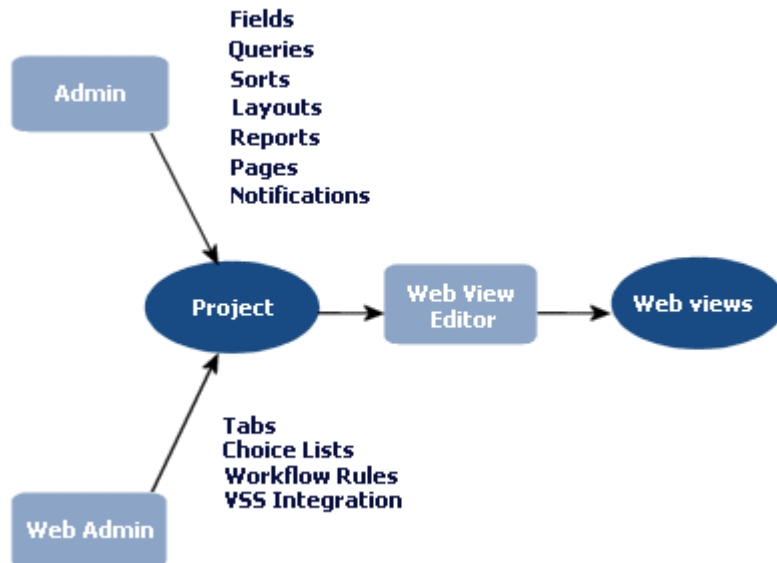 Fields
Queries
Sorts
Layouts
Reports
Pages
Notifications
Admin
Project
Web View
Editor
Web views
Tabs
Choice Lists
Workflow Rules
VSS Integration
Web Admin